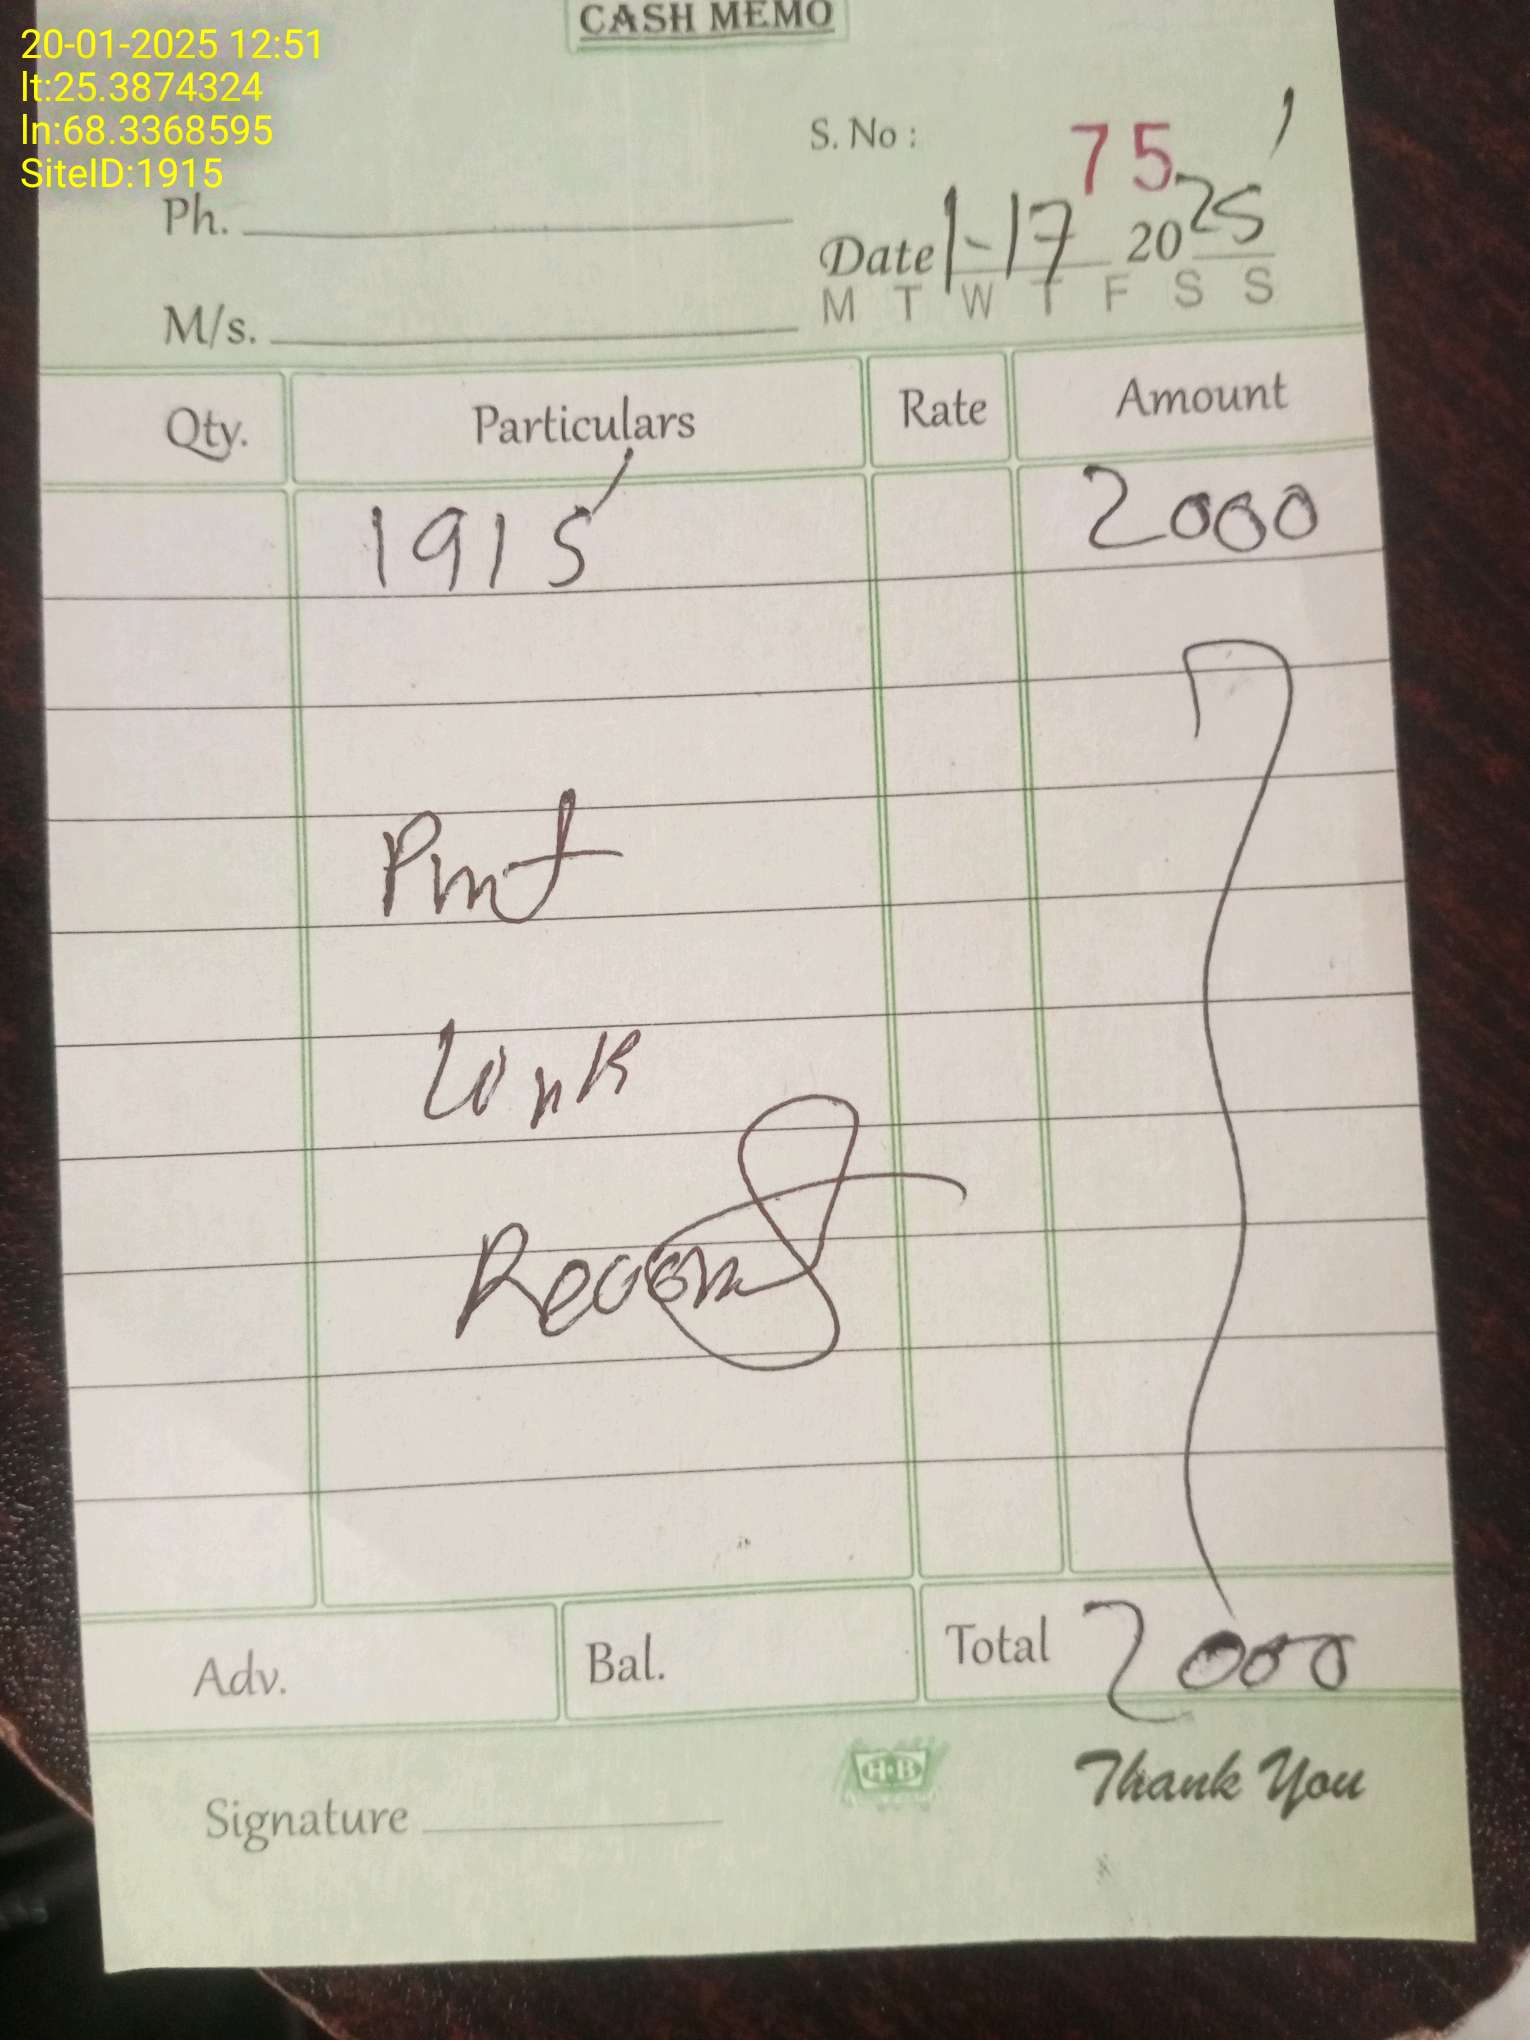 20-01-2025 12:51
lt:25.3874324
ln:68.3368595
SiteID:1915
CASH MEMO
S. No : 75
Ph.
Date 1-17 2025
M T W T F S S
M/s.
Qty. Particulars Rate Amount
1915 2000
Pmt
Work
Adv. Bal. Total 2000
H·B
Thank You
Signature